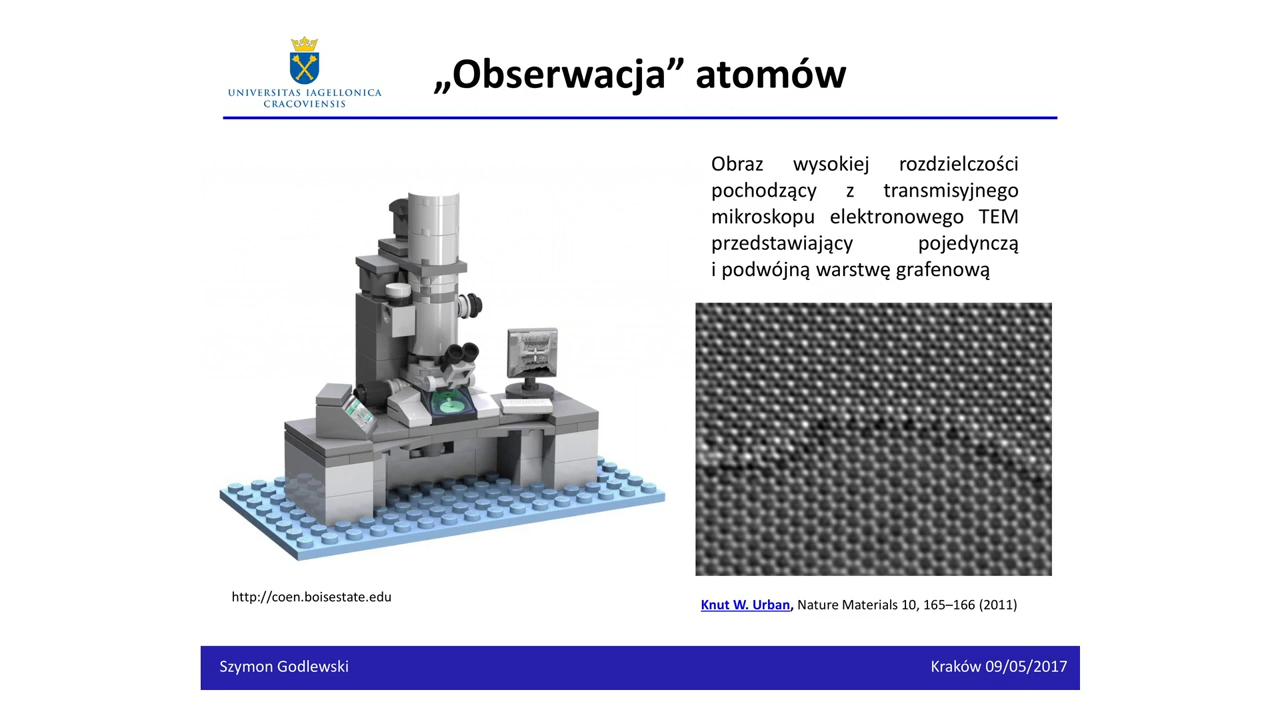 UNIVERSITAS IAGELLONICA
CRACOVIENSIS
„Obserwacja” atomów
Obraz wysokiej rozdzielczości
pochodzący z transmisyjnego
mikroskopu elektronowego TEM
przedstawiający pojedynczą
i podwójną warstwę grafenową
http://coen.boisestate.edu
Knut W. Urban, Nature Materials 10, 165–166 (2011)
Szymon Godlewski
Kraków 09/05/2017